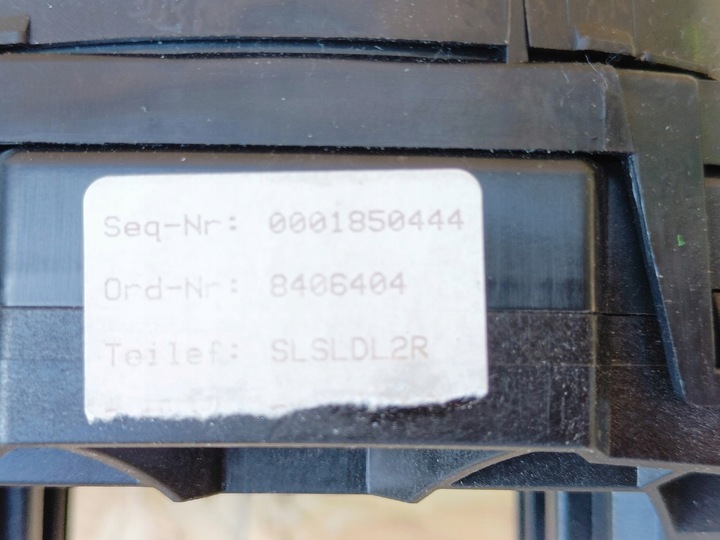 Seq-Nr: 0001850444
Ord-Nr: 8406404
Teilef: SLSLDL2R